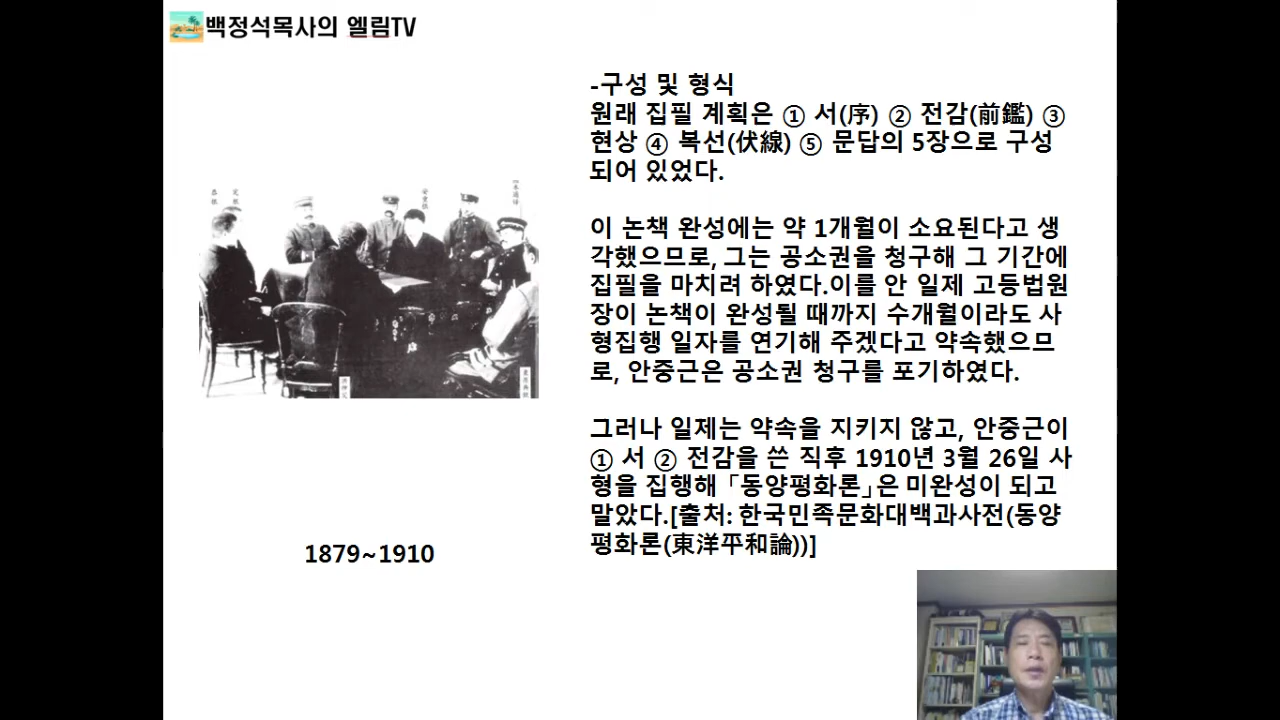 백정석목사의 엘림TV
-구성 및 형식
원래 집필 계획은 ① 서(序) ② 전감(前鑑) ③
현상 ④ 복선(伏線) ⑤ 문답의 5장으로 구성
되어 있었다.
이 논책 완성에는 약 1개월이 소요된다고 생
각했으므로, 그는 공소권을 청구해 그 기간에
집필을 마치려 하였다.이를 안 일제 고등법원
장이 논책이 완성될 때까지 수개월이라도 사
형집행 일자를 연기해 주겠다고 약속했으므
로, 안중근은 공소권 청구를 포기하였다.
그러나 일제는 약속을 지키지 않고, 안중근이
① 서 ② 전감을 쓴 직후 1910년 3월 26일 사
형을 집행해 「동양평화론」은 미완성이 되고
말았다.[출처: 한국민족문화대백과사전(동양
평화론(東洋平和論))]
安重根
1879~1910